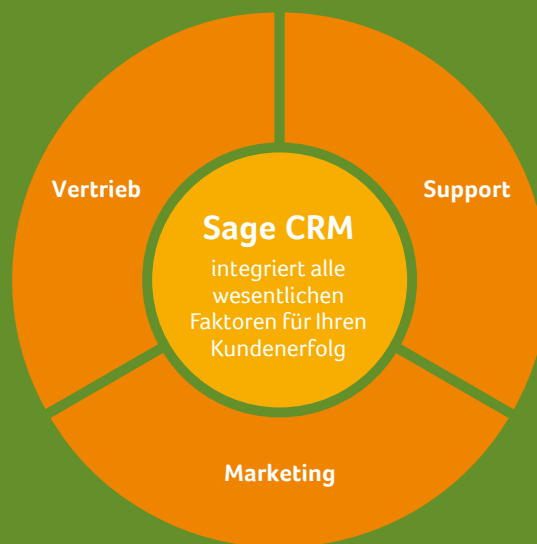 Vertrieb
Support
Sage CRM
integriert alle
wesentlichen
Faktoren für Ihren
Kundenerfolg
Marketing